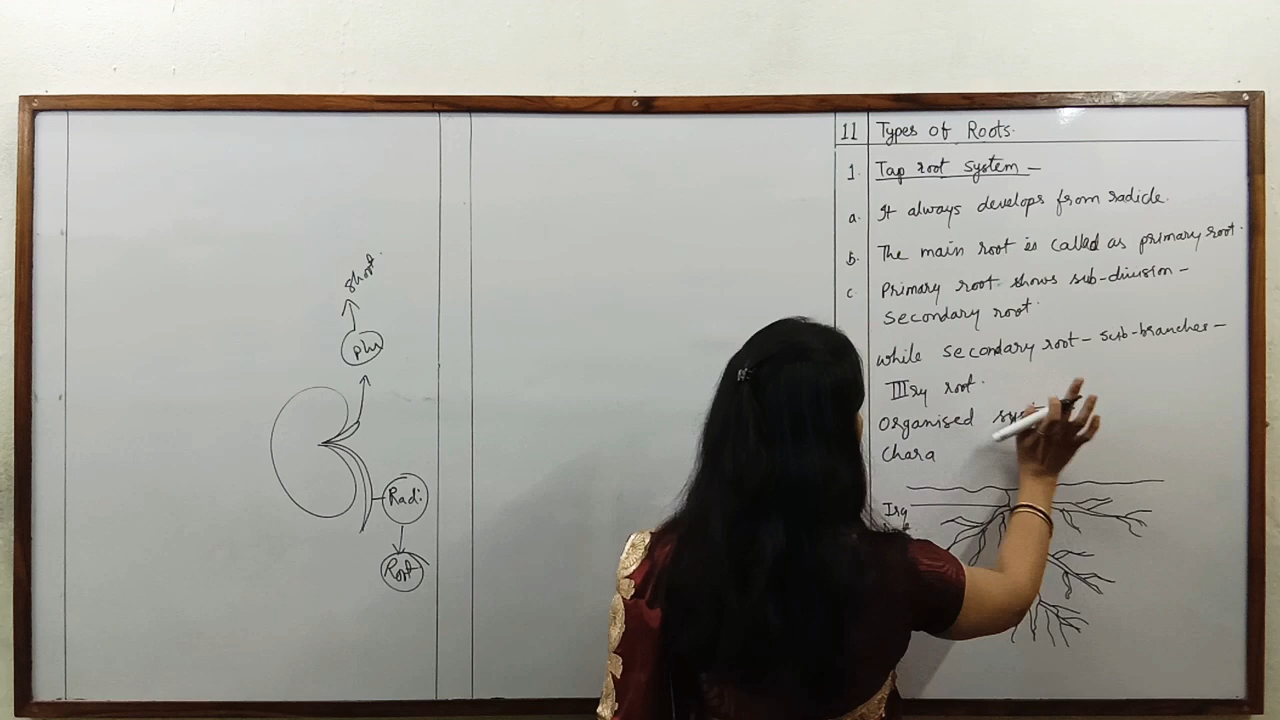 shoot.
plu
Radi
Root
11 Types of Roots.
1. Tap root system -
a. It always develops from radicle.
b. The main root is called as primary root.
c. Primary root shows sub-division -
secondary root.
while secondary root - sub-branches -
IIIry root.
Organised
Chara
Iry